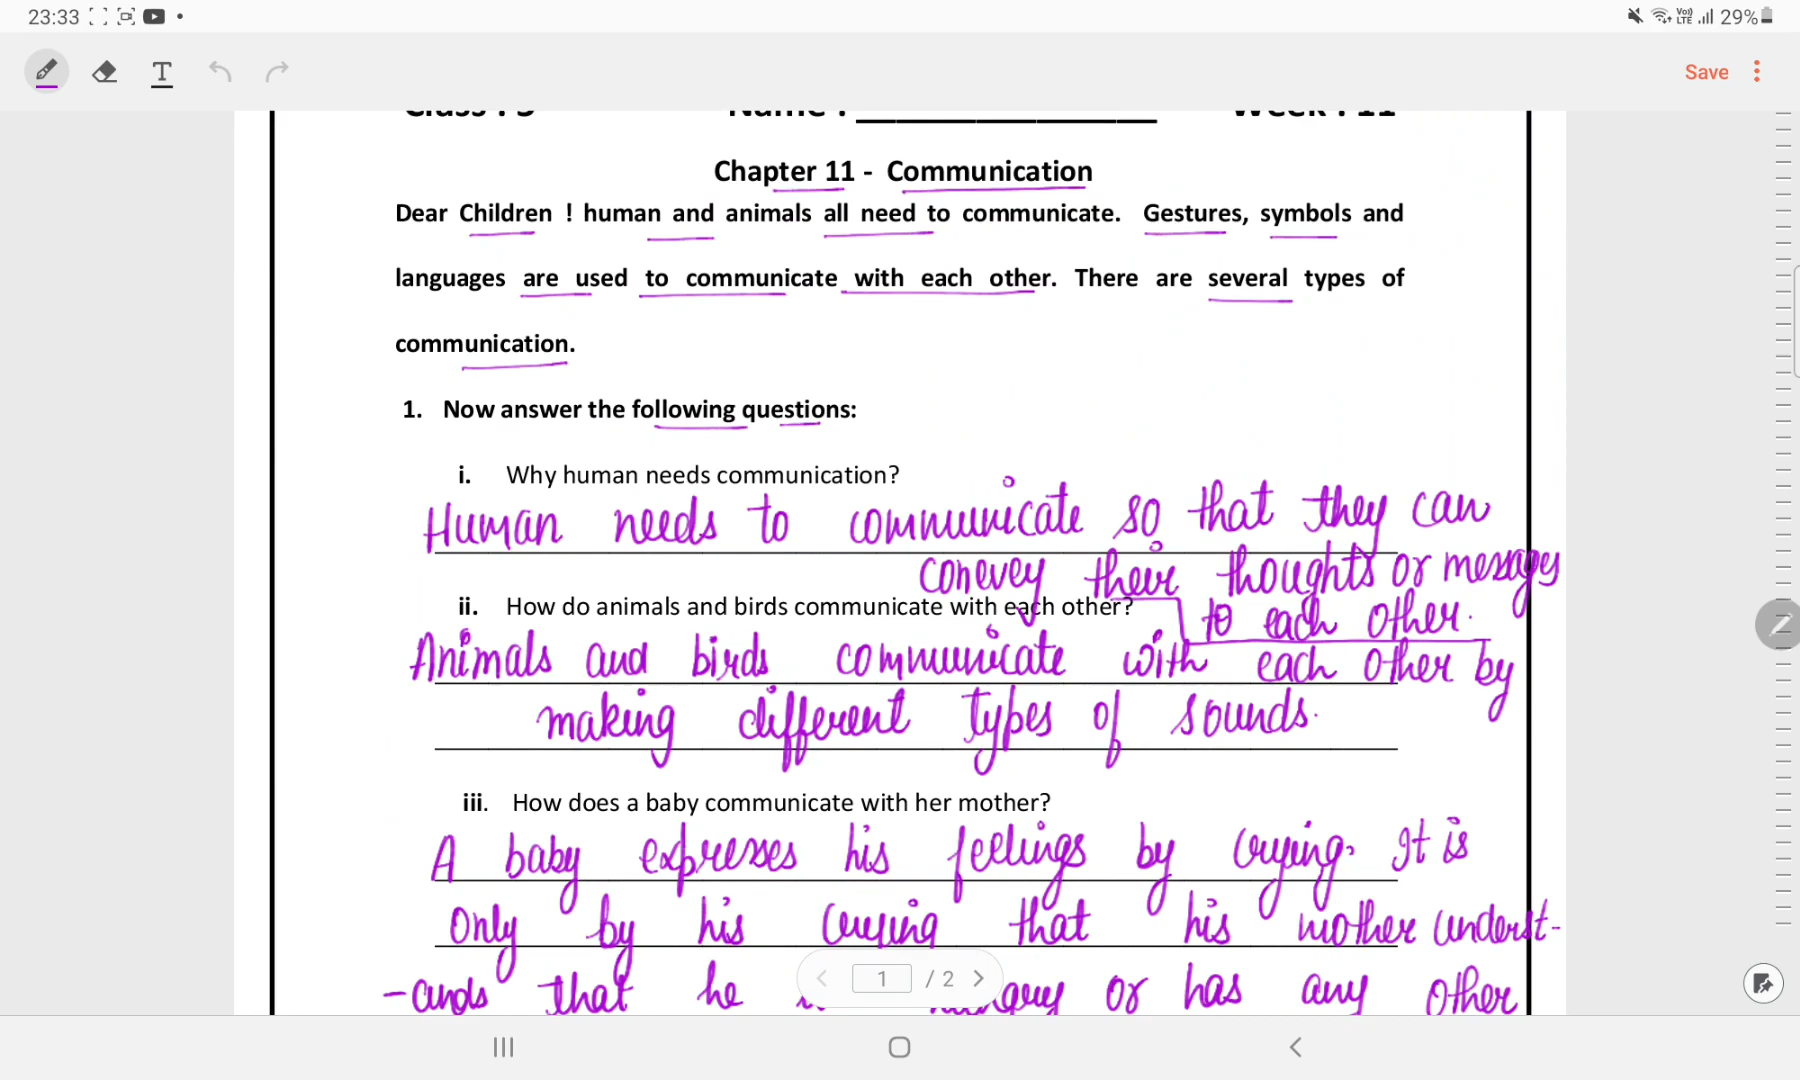 23:33
29%
Save
Chapter 11 - Communication
Dear Children ! human and animals all need to communicate. Gestures, symbols and
languages are used to communicate with each other. There are several types of
communication.
1. Now answer the following questions:
i. Why human needs communication?
Human needs to communicate so that they can
conevey their thoughts or messages
to each other.
ii. How do animals and birds communicate with each other?
Animals and birds communicate with each other by
making different types of sounds.
iii. How does a baby communicate with her mother?
A baby expresses his feelings by crying. It is
only by his crying that his mother underst-
-ands that he or has any other
1 / 2